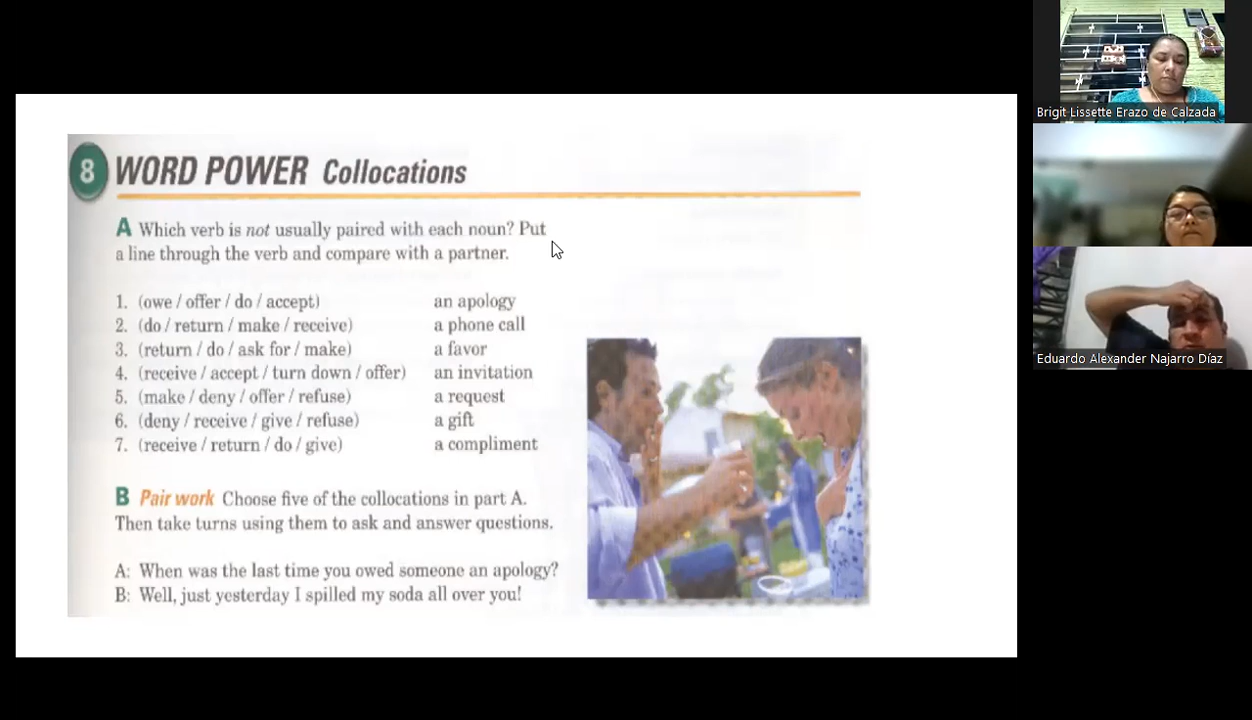 8 WORD POWER Collocations
A Which verb is not usually paired with each noun? Put
a line through the verb and compare with a partner.
1. (owe / offer / do / accept) an apology
2. (do / return / make / receive) a phone call
3. (return / do / ask for / make) a favor
4. (receive / accept / turn down / offer) an invitation
5. (make / deny / offer / refuse) a request
6. (deny / receive / give / refuse) a gift
7. (receive / return / do / give) a compliment
B Pair work Choose five of the collocations in part A.
Then take turns using them to ask and answer questions.
A: When was the last time you owed someone an apology?
B: Well, just yesterday I spilled my soda all over you!
Brigit Lissette Erazo de Calzada
Eduardo Alexander Najarro Díaz